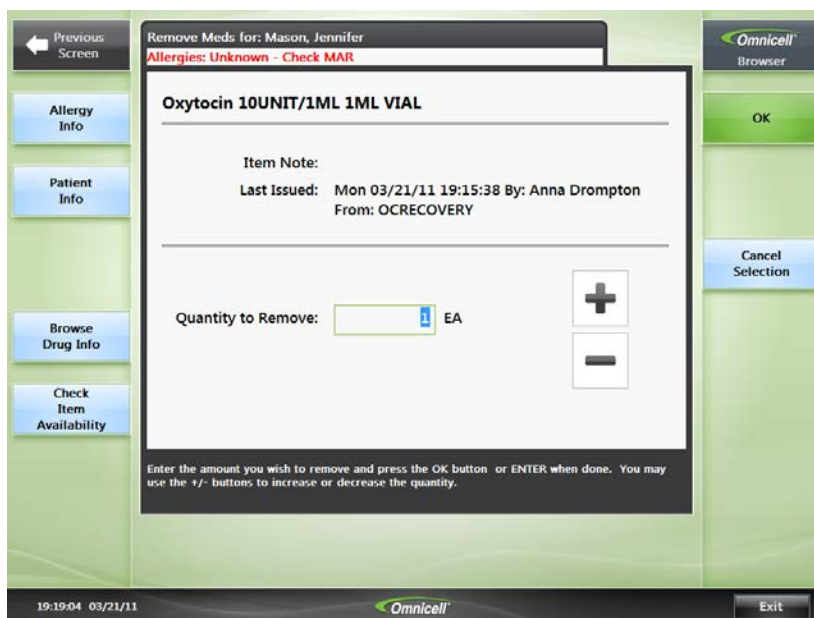 Previous
Screen
Remove Meds for: Mason, Jennifer
Allergies: Unknown - Check MAR
Omnicell
Browser
Allergy
Info
Oxytocin 10UNIT/1ML 1ML VIAL
OK
Item Note:
Patient
Info
Last Issued: Mon 03/21/11 19:15:38 By: Anna Drompton
From: OCRECOVERY
Cancel
Selection
Quantity to Remove: 1 EA
Browse
Drug Info
Check
Item
Availability
Enter the amount you wish to remove and press the OK button or ENTER when done. You may
use the +/- buttons to increase or decrease the quantity.
19:19:04 03/21/11
Omnicell
Exit